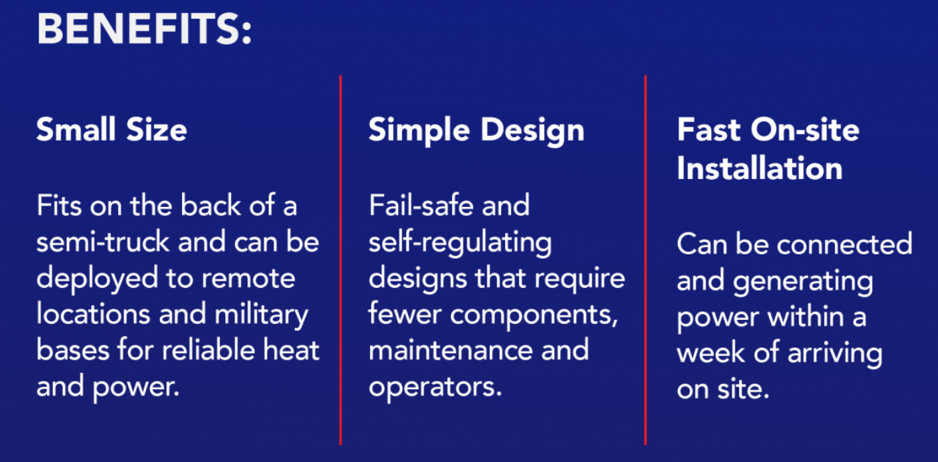 BENEFITS:
Small Size
Fits on the back of a
semi-truck and can be
deployed to remote
locations and military
bases for reliable heat
and power.
Simple Design
Fail-safe and
self-regulating
designs that require
fewer components,
maintenance and
operators.
Fast On-site
Installation
Can be connected
and generating
power within a
week of arriving
on site.